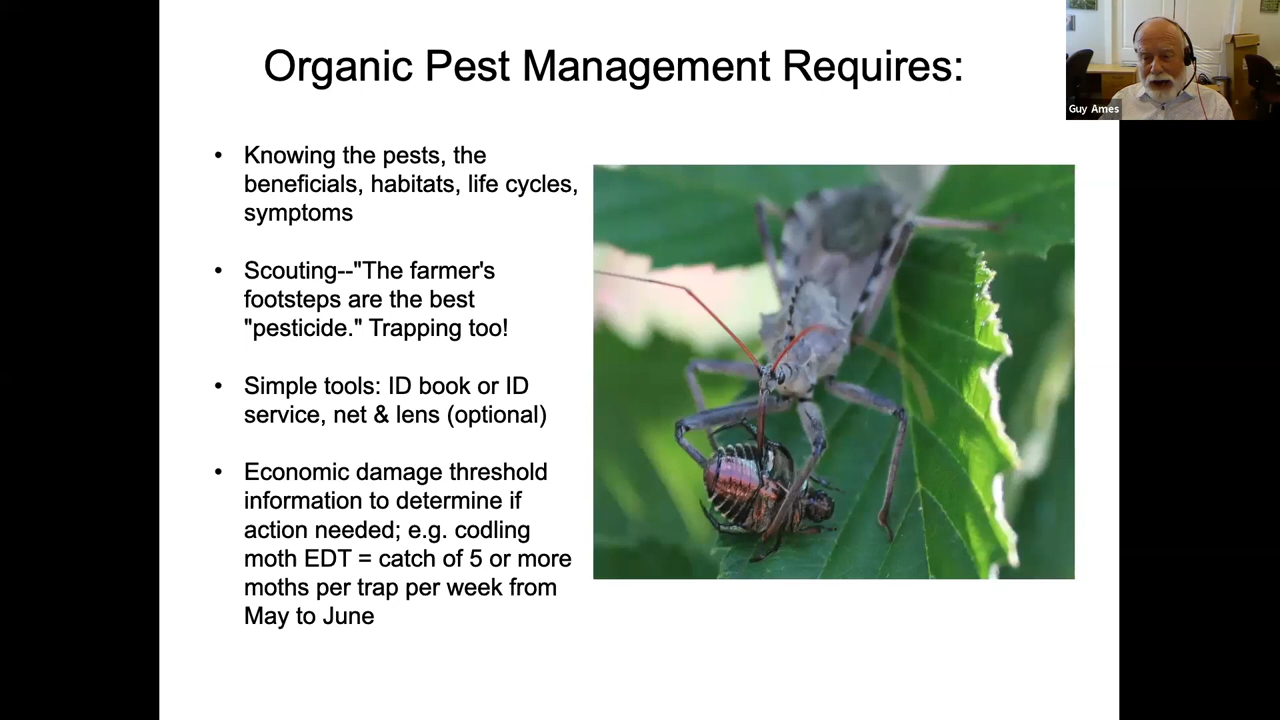 Organic Pest Management Requires:
Guy Ames
• Knowing the pests, the
beneficials, habitats, life cycles,
symptoms
• Scouting--"The farmer's
footsteps are the best
"pesticide." Trapping too!
• Simple tools: ID book or ID
service, net & lens (optional)
• Economic damage threshold
information to determine if
action needed; e.g. codling
moth EDT = catch of 5 or more
moths per trap per week from
May to June